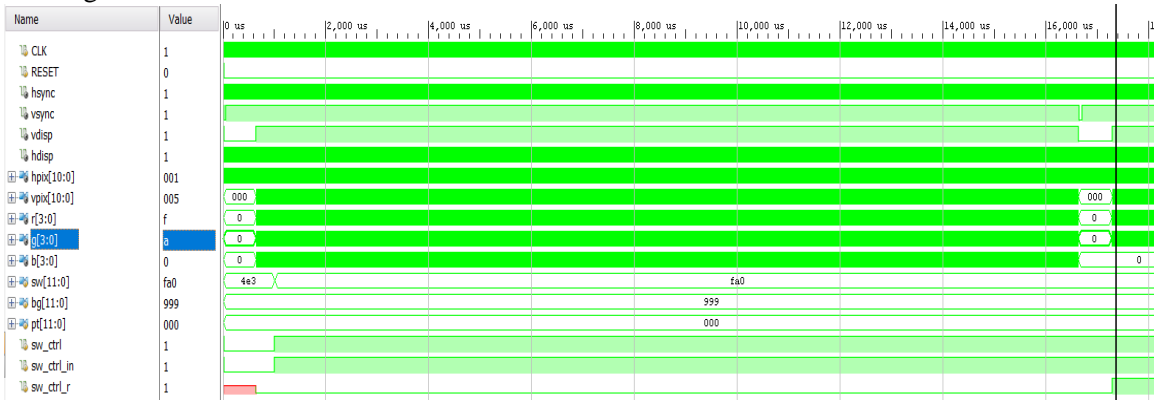 Name Value 0 us 2,000 us 4,000 us 6,000 us 8,000 us 10,000 us 12,000 us 14,000 us 16,000 us
CLK 1
RESET 0
hsync 1
vsync 1
vdisp 1
hdisp 1
hpix[10:0] 001
vpix[10:0] 005 000 000
r[3:0] f 0 0
g[3:0] a 0 0
b[3:0] 0 0 0
sw[11:0] fa0 4e3 fa0
bg[11:0] 999 999
pt[11:0] 000 000
sw_ctrl 1
sw_ctrl_in 1
sw_ctrl_r 1